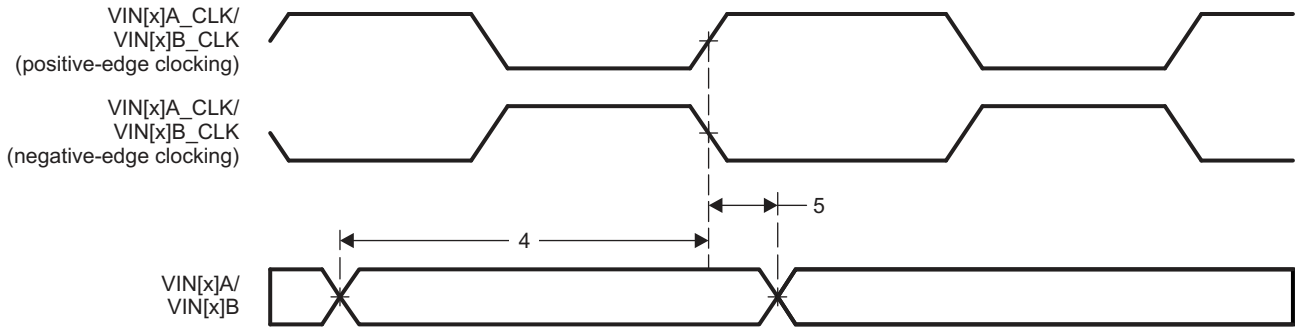 VIN[x]A_CLK/
VIN[x]B_CLK
(positive-edge clocking)
VIN[x]A_CLK/
VIN[x]B_CLK
(negative-edge clocking)
5
4
VIN[x]A/
VIN[x]B